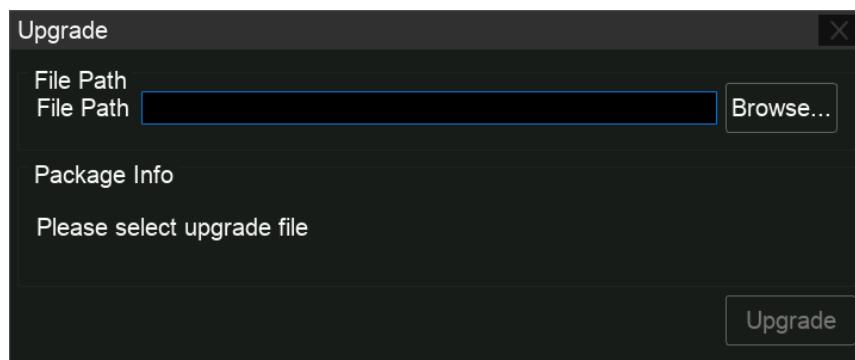 Upgrade
File Path
File Path Browse...
Package Info
Please select upgrade file
Upgrade